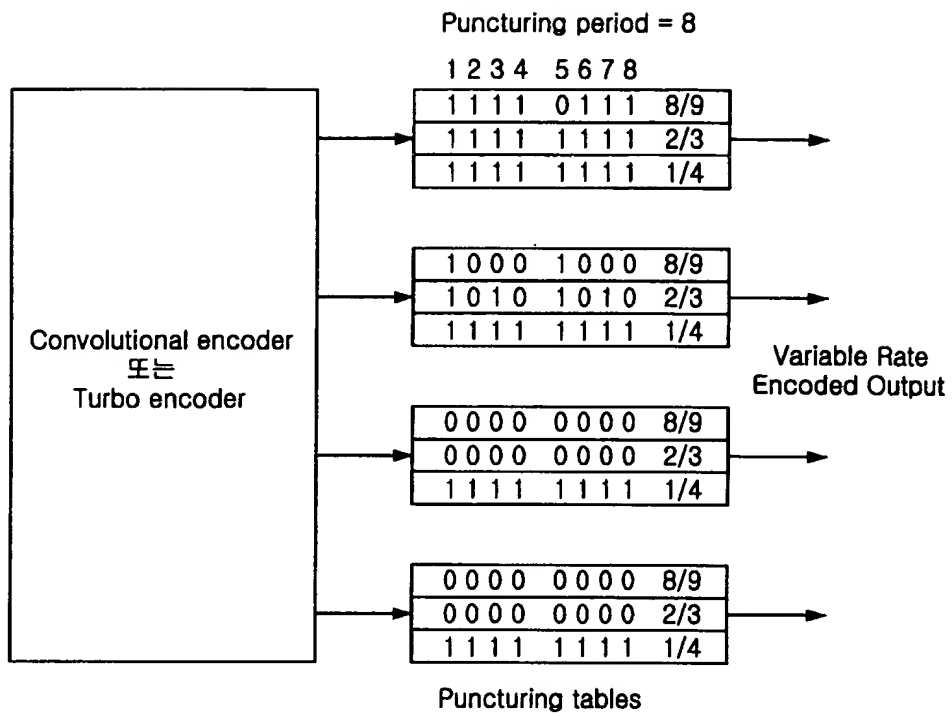 Puncturing period = 8
1 2 3 4 5 6 7 8
1 1 1 1 0 1 1 1 8/9
1 1 1 1 1 1 1 1 2/3
1 1 1 1 1 1 1 1 1/4
1 0 0 0 1 0 0 0 8/9
1 0 1 0 1 0 1 0 2/3
1 1 1 1 1 1 1 1 1/4
Convolutional encoder
또는
Turbo encoder
Variable Rate
Encoded Output
0 0 0 0 0 0 0 0 8/9
0 0 0 0 0 0 0 0 2/3
1 1 1 1 1 1 1 1 1/4
0 0 0 0 0 0 0 0 8/9
0 0 0 0 0 0 0 0 2/3
1 1 1 1 1 1 1 1 1/4
Puncturing tables